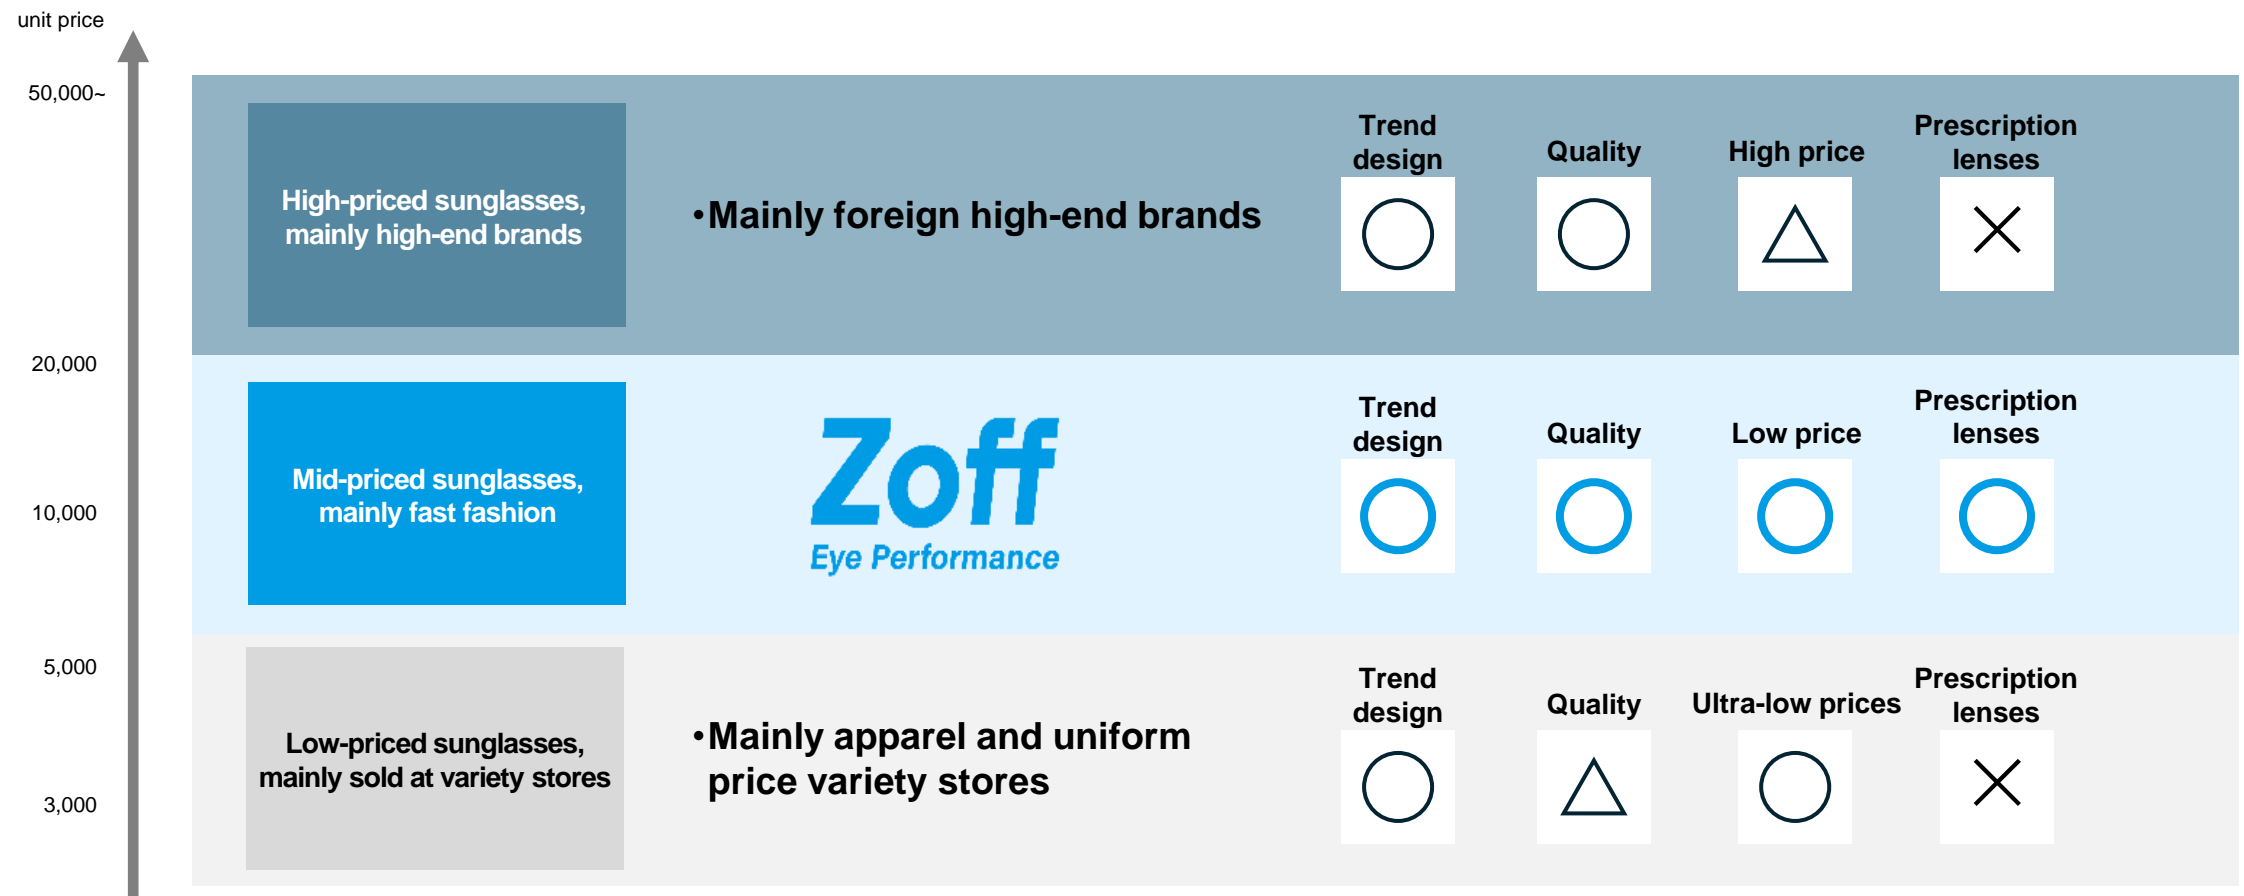 unit price
50,000~
High-priced sunglasses,
mainly high-end brands
•Mainly foreign high-end brands
Trend
design
Quality
High price
Prescription
lenses
20,000
Mid-priced sunglasses,
mainly fast fashion
Zoff
Eye Performance
Trend
design
Quality
Low price
Prescription
lenses
10,000
5,000
Low-priced sunglasses,
mainly sold at variety stores
•Mainly apparel and uniform
price variety stores
Trend
design
Quality
Ultra-low prices
Prescription
lenses
3,000